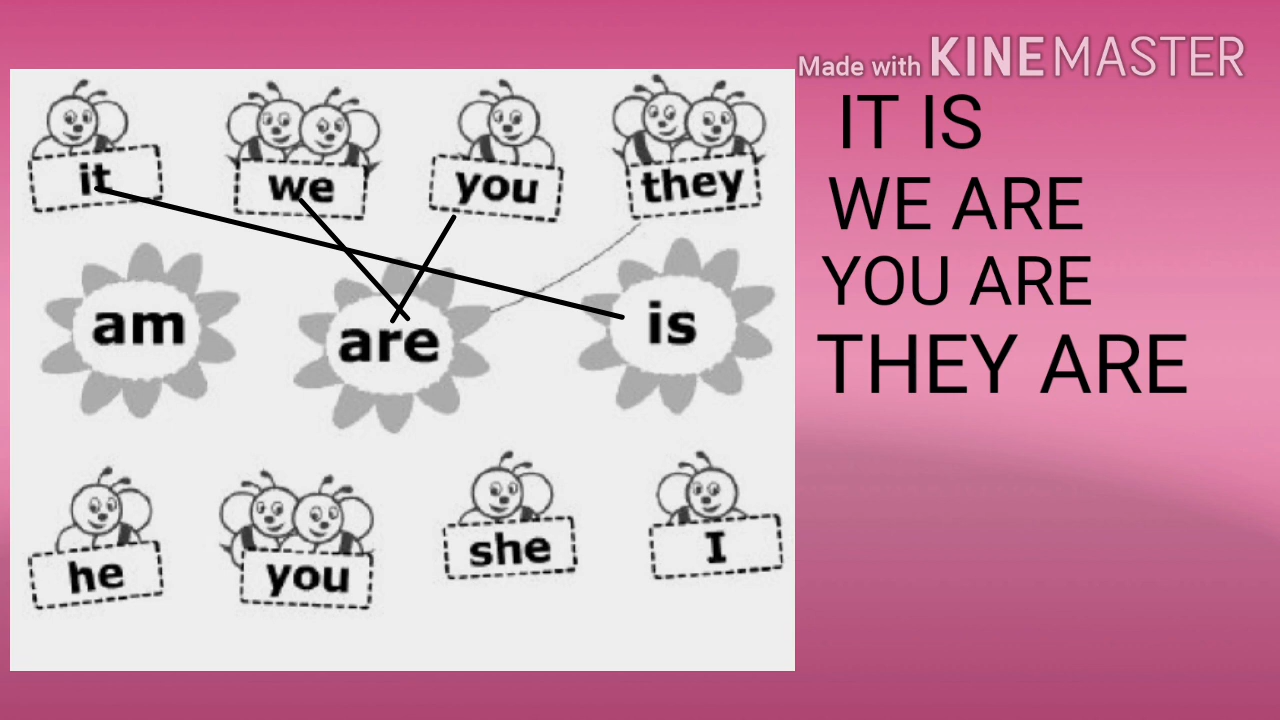 Made with KINEMASTER
it we you they
am are is
he you she I
IT IS
WE ARE
YOU ARE
THEY ARE